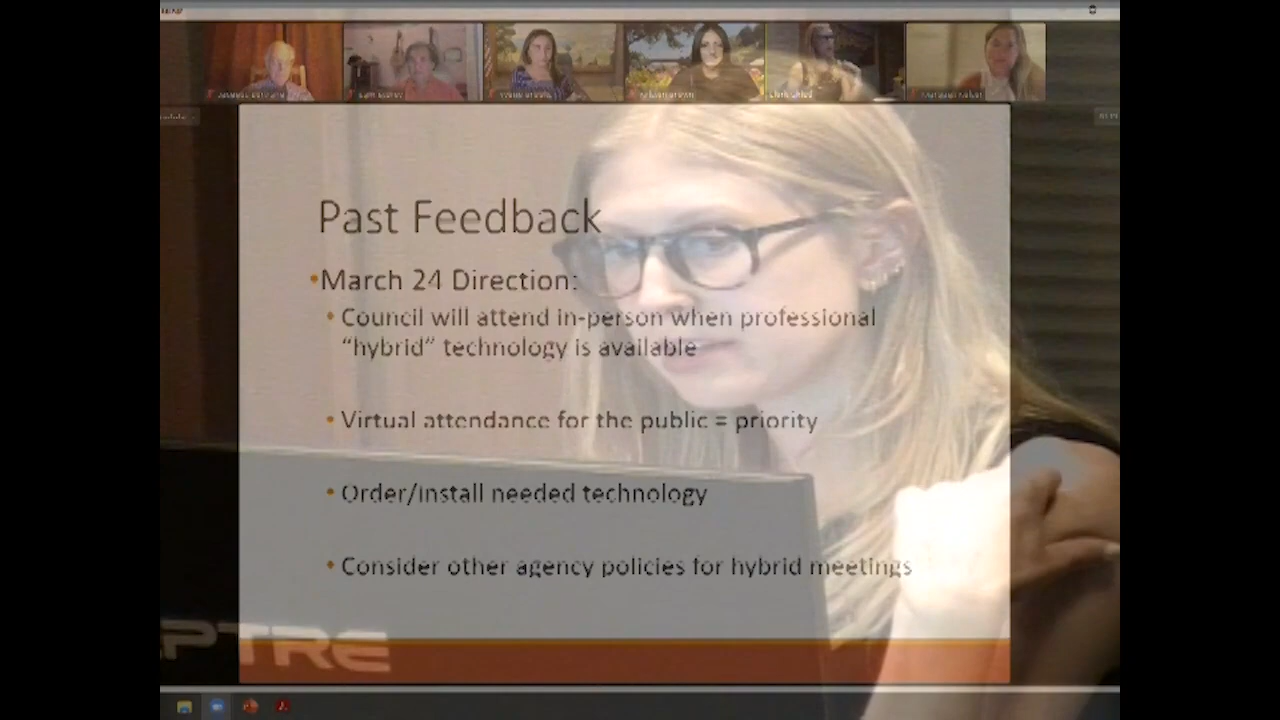 Past Feedback
•March 24 Direction:
• Council will attend in-person when professional
“hybrid” technology is available
• Virtual attendance for the public = priority
• Order/Install needed technology
• Consider other agency policies for hybrid meetings
PTRE